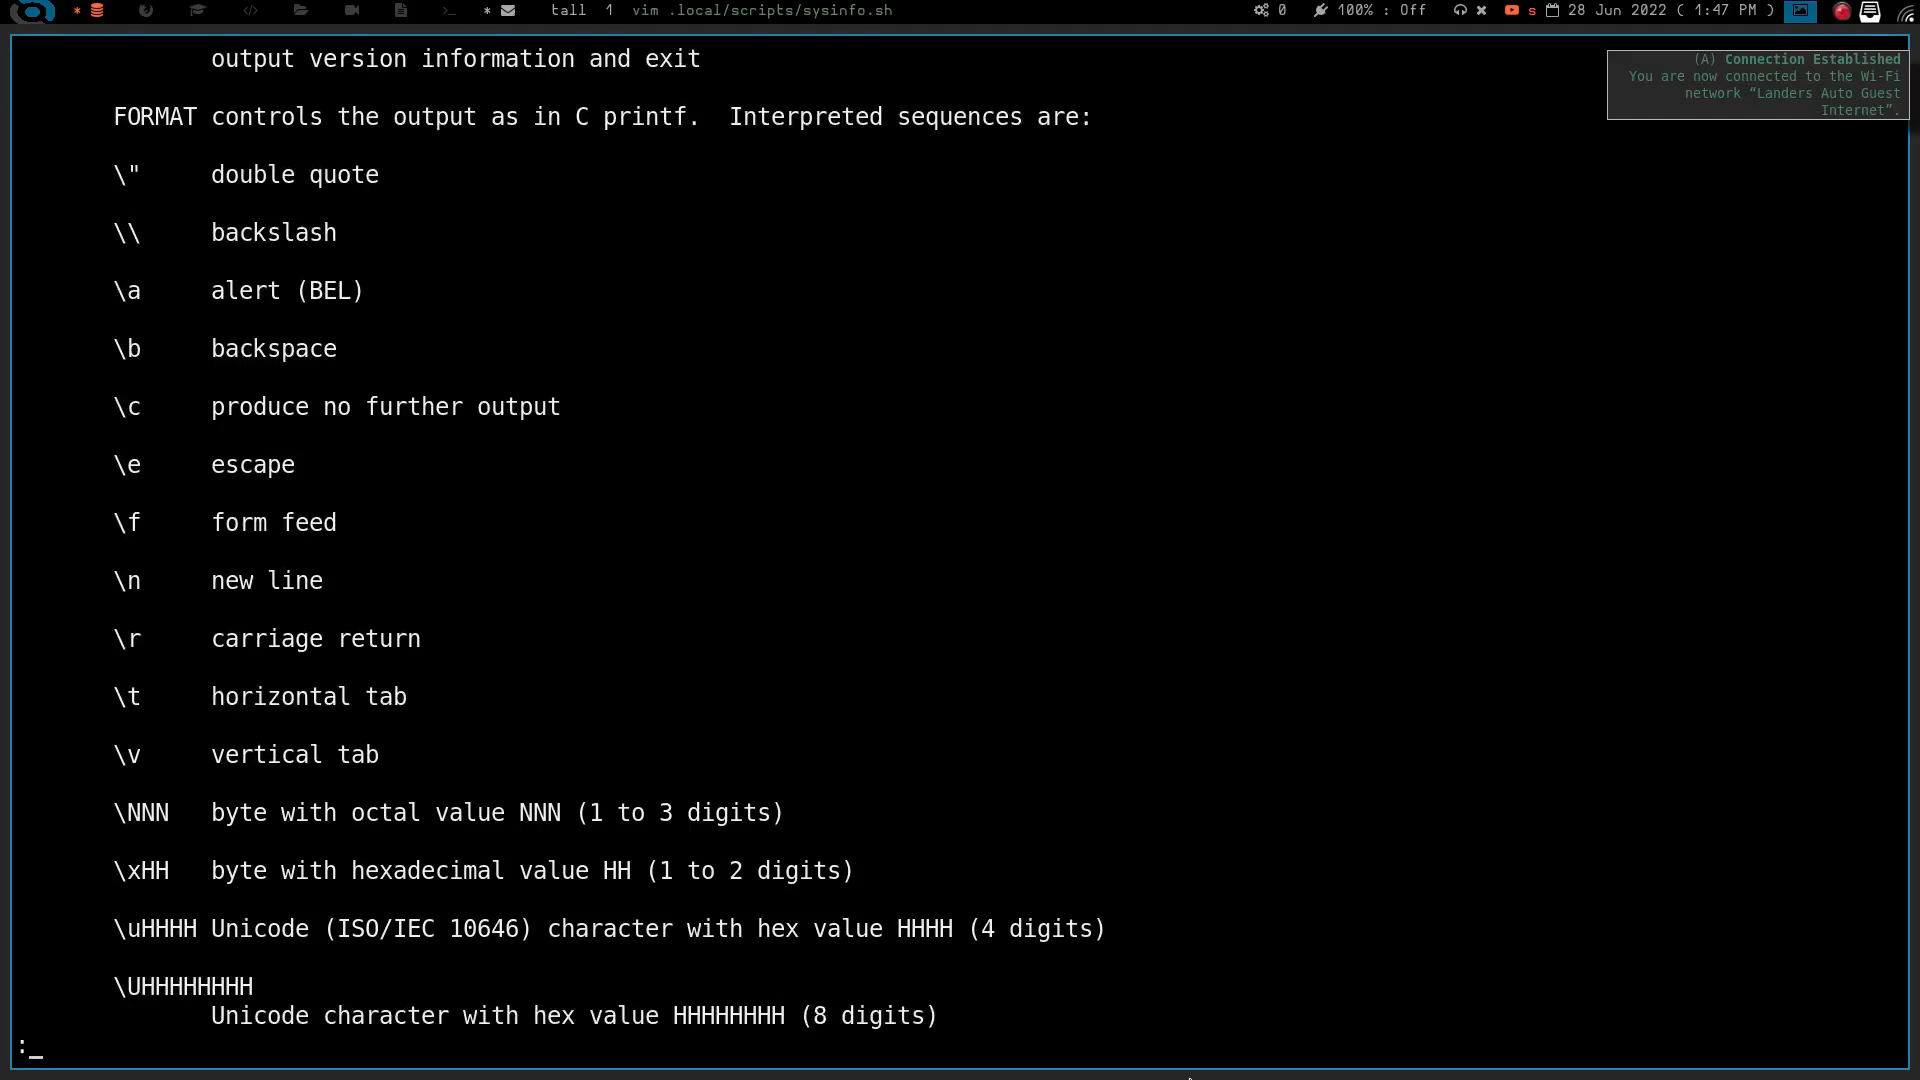 * * tall 1 vim .local/scripts/sysinfo.sh 0 100% : Off s 28 Jun 2022 ( 1:47 PM )
output version information and exit
(A) Connection Established
You are now connected to the Wi-Fi
network “Landers Auto Guest
Internet”.
FORMAT controls the output as in C printf.  Interpreted sequences are:
\"     double quote
\\     backslash
\a     alert (BEL)
\b     backspace
\c     produce no further output
\e     escape
\f     form feed
\n     new line
\r     carriage return
\t     horizontal tab
\v     vertical tab
\NNN   byte with octal value NNN (1 to 3 digits)
\xHH   byte with hexadecimal value HH (1 to 2 digits)
\uHHHH Unicode (ISO/IEC 10646) character with hex value HHHH (4 digits)
\UHHHHHHHH
Unicode character with hex value HHHHHHHH (8 digits)
:_